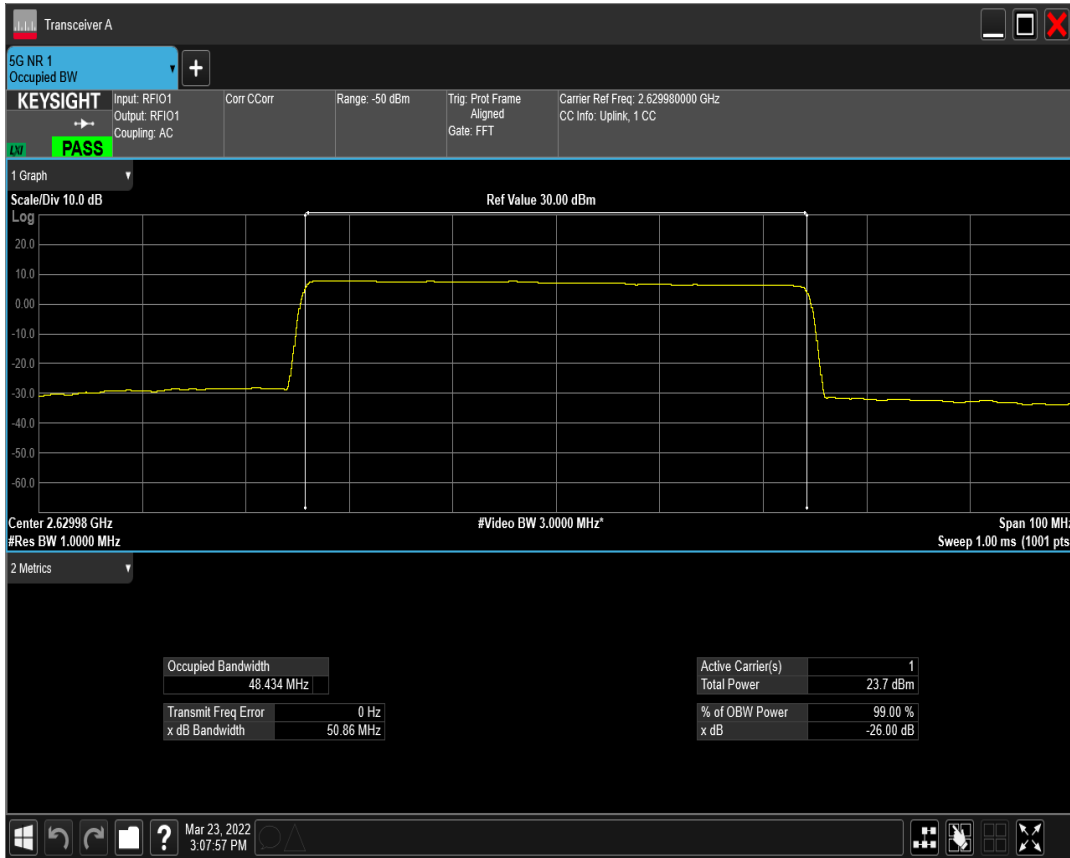 Transceiver A
5G NR 1
Occupied BW
KEYSIGHT
LXI
PASS
Input: RFIO1
Output: RFIO1
Coupling: AC
Corr CCorr
Range: -50 dBm
Trig: Prot Frame
Aligned
Gate: FFT
Carrier Ref Freq: 2.629980000 GHz
CC Info: Uplink, 1 CC
1 Graph
Scale/Div 10.0 dB
Ref Value 30.00 dBm
Log
20.0
10.0
0.00
-10.0
-20.0
-30.0
-40.0
-50.0
-60.0
Center 2.62998 GHz
#Video BW 3.0000 MHz*
Span 100 MHz
#Res BW 1.0000 MHz
Sweep 1.00 ms (1001 pts
2 Metrics
Occupied Bandwidth
48.434 MHz
Transmit Freq Error 0 Hz
x dB Bandwidth 50.86 MHz
Active Carrier(s) 1
Total Power 23.7 dBm
% of OBW Power 99.00 %
x dB -26.00 dB
?
Mar 23, 2022
3:07:57 PM